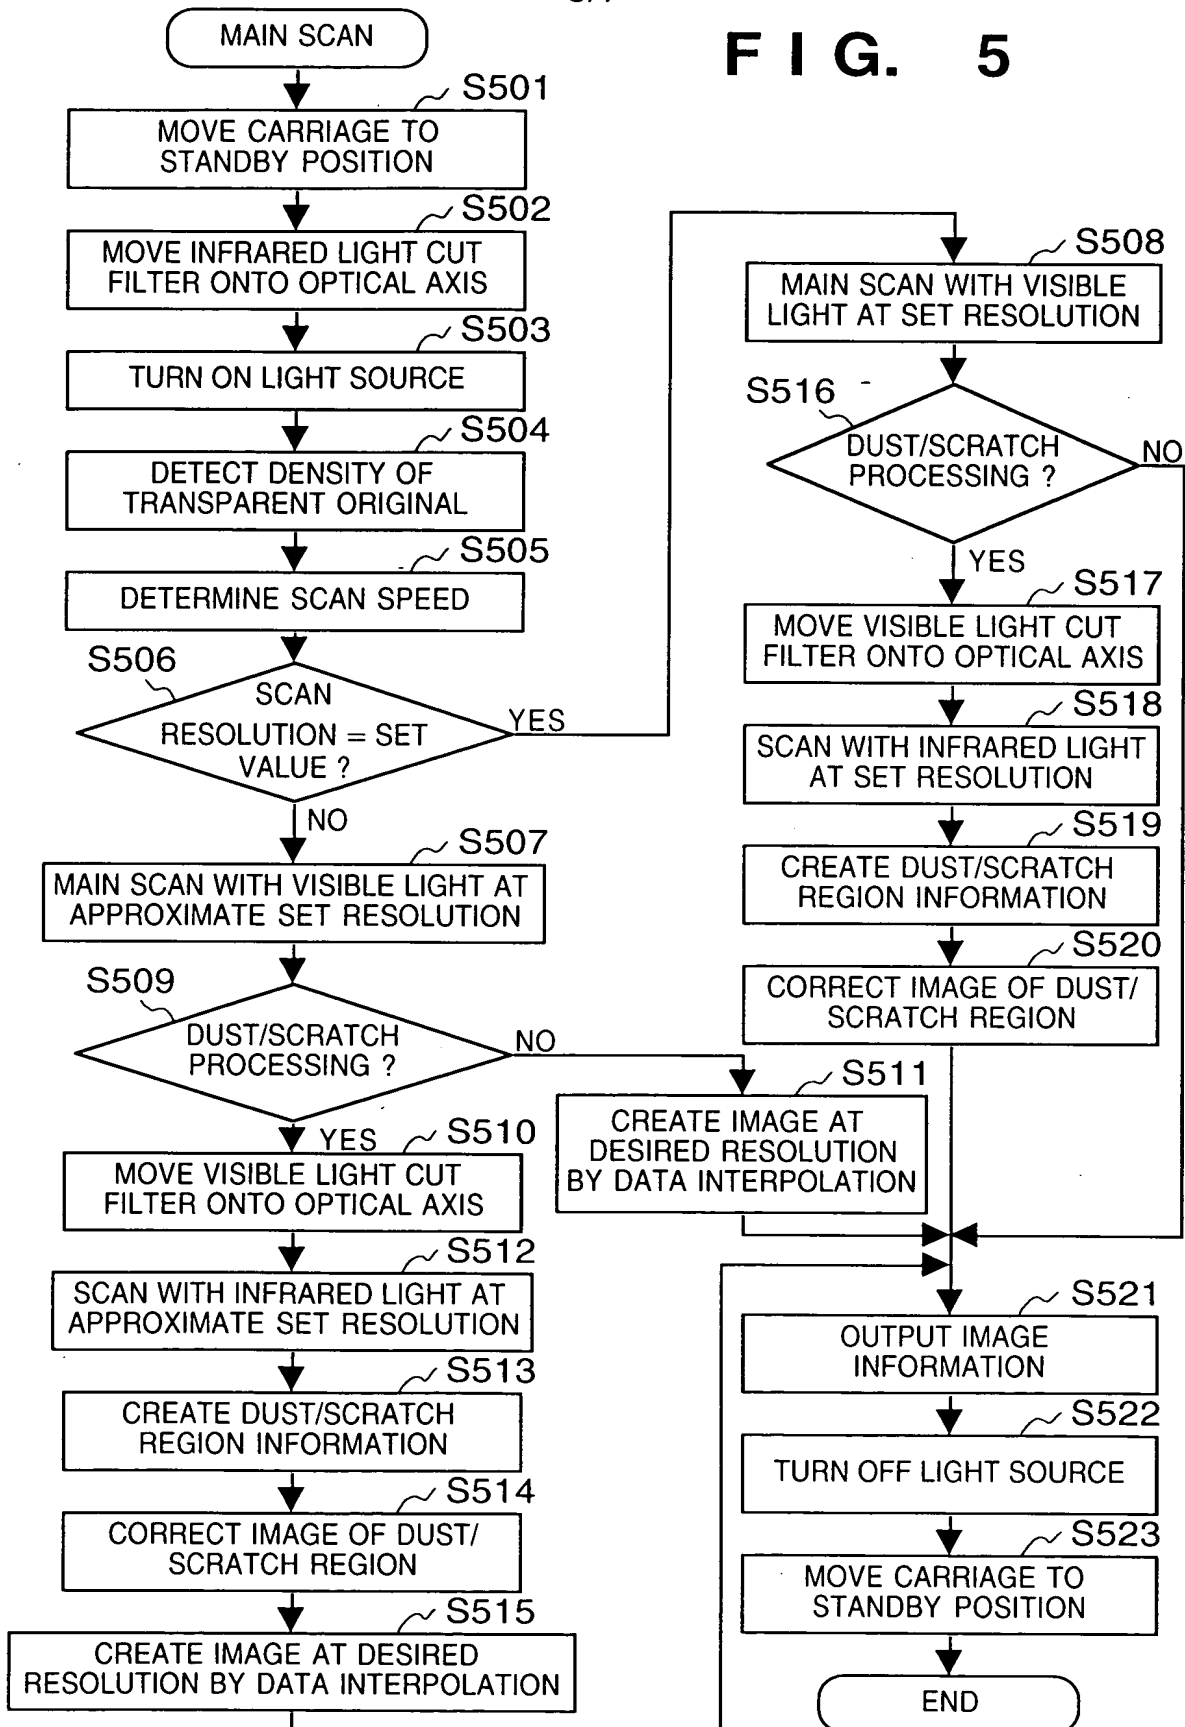 FIG. 5
MAIN SCAN
S501
MOVE CARRIAGE TO
STANDBY POSITION
S502
MOVE INFRARED LIGHT CUT
FILTER ONTO OPTICAL AXIS
S503
TURN ON LIGHT SOURCE
S504
DETECT DENSITY OF
TRANSPARENT ORIGINAL
S505
DETERMINE SCAN SPEED
S506
SCAN
RESOLUTION = SET
VALUE ?
YES
NO
S507
MAIN SCAN WITH VISIBLE LIGHT AT
APPROXIMATE SET RESOLUTION
S509
DUST/SCRATCH
PROCESSING ?
NO
YES
S510
MOVE VISIBLE LIGHT CUT
FILTER ONTO OPTICAL AXIS
S512
SCAN WITH INFRARED LIGHT AT
APPROXIMATE SET RESOLUTION
S513
CREATE DUST/SCRATCH
REGION INFORMATION
S514
CORRECT IMAGE OF DUST/
SCRATCH REGION
S515
CREATE IMAGE AT DESIRED
RESOLUTION BY DATA INTERPOLATION
S511
CREATE IMAGE AT
DESIRED RESOLUTION
BY DATA INTERPOLATION
S508
MAIN SCAN WITH VISIBLE
LIGHT AT SET RESOLUTION
S516
DUST/SCRATCH
PROCESSING ?
NO
YES
S517
MOVE VISIBLE LIGHT CUT
FILTER ONTO OPTICAL AXIS
S518
SCAN WITH INFRARED LIGHT
AT SET RESOLUTION
S519
CREATE DUST/SCRATCH
REGION INFORMATION
S520
CORRECT IMAGE OF DUST/
SCRATCH REGION
S521
OUTPUT IMAGE
INFORMATION
S522
TURN OFF LIGHT SOURCE
S523
MOVE CARRIAGE TO
STANDBY POSITION
END